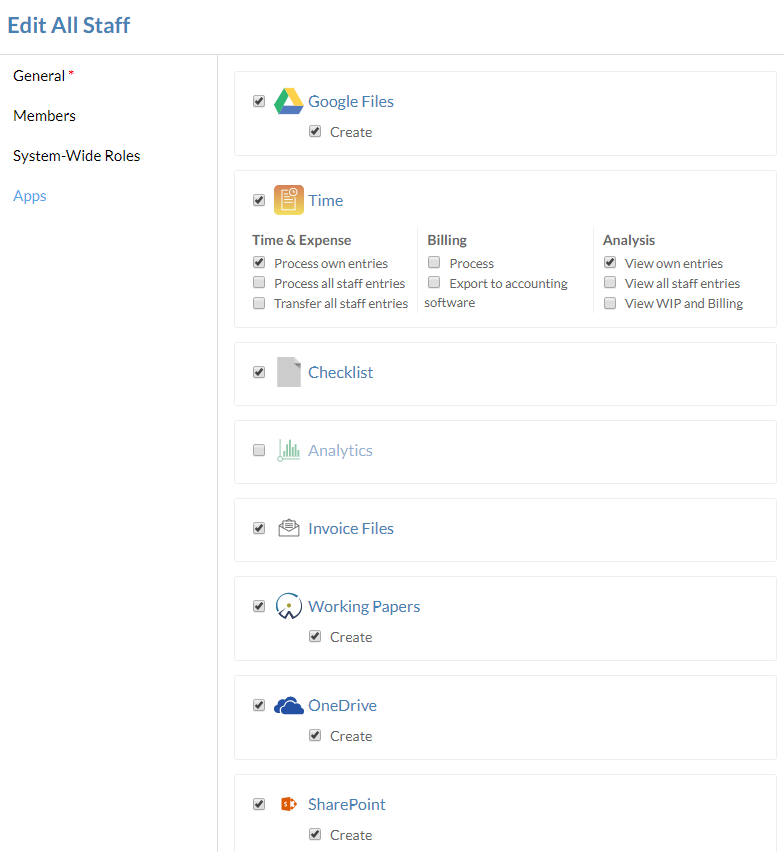 Edit All Staff
General *
Members
System-Wide Roles
Apps
Google Files
Create
Time
Time & Expense
Process own entries
Process all staff entries
Transfer all staff entries
Billing
Process
Export to accounting
software
Analysis
View own entries
View all staff entries
View WIP and Billing
Checklist
Analytics
Invoice Files
Working Papers
Create
OneDrive
Create
SharePoint
Create